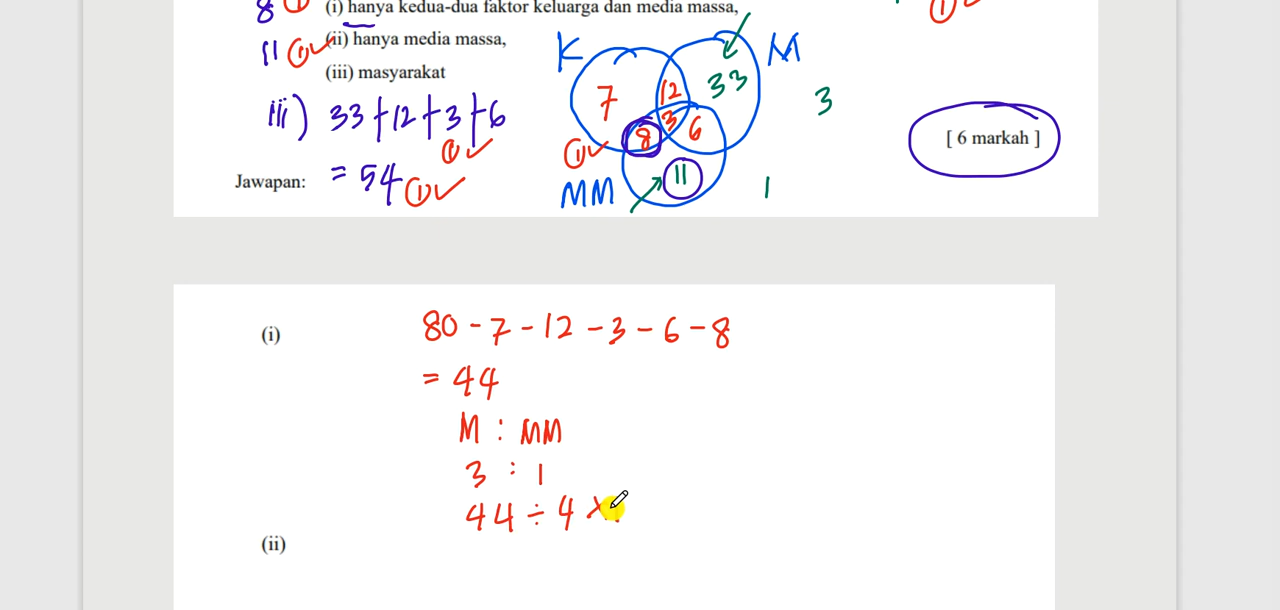 8 ① (i) hanya kedua-dua faktor keluarga dan media massa,
11 ①✓ (ii) hanya media massa,
(iii) masyarakat
iii) 33 + 12 + 3 + 6
①✓
Jawapan: = 54 ①✓
K
M
7
12
33
3
8
6
①✓
MM
11
3
1
[ 6 markah ]
①✓
(i) 80 - 7 - 12 - 3 - 6 - 8
= 44
M : MM
3 : 1
44 ÷ 4 ×
(ii)